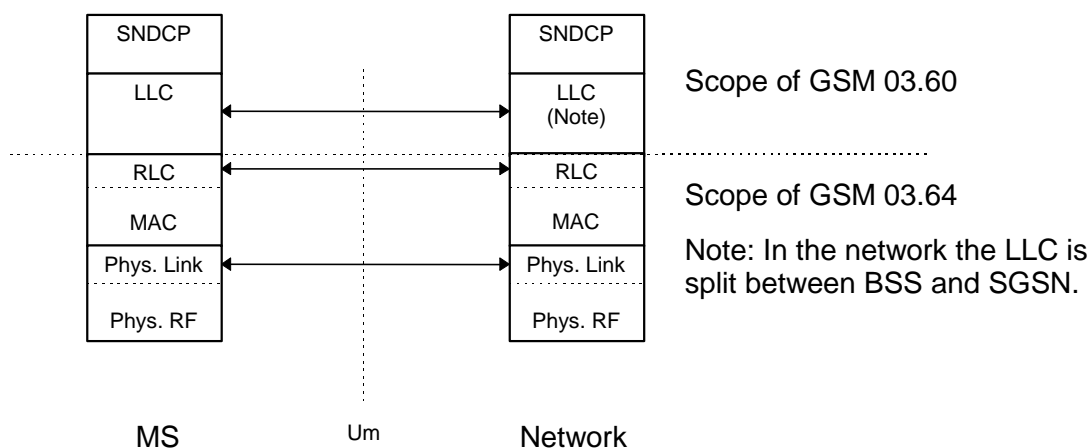 SNDCP
LLC
RLC
MAC
Phys. Link
Phys. RF
MS
Um
SNDCP
LLC
(Note)
RLC
MAC
Phys. Link
Phys. RF
Network
Scope of GSM 03.60
Scope of GSM 03.64
Note: In the network the LLC is
split between BSS and SGSN.